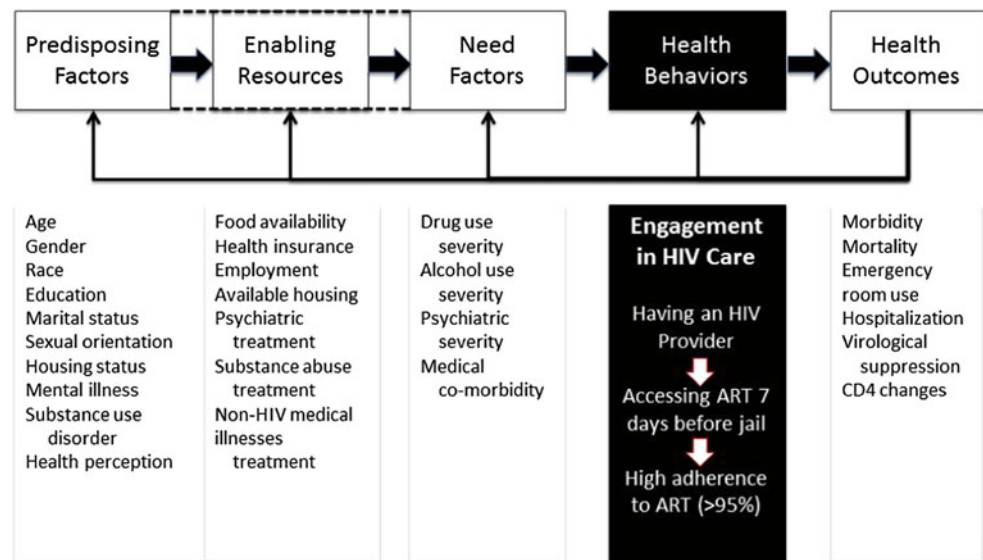 Predisposing
Factors
Enabling
Resources
Need
Factors
Health
Behaviors
Health
Outcomes
Age
Gender
Race
Education
Marital status
Sexual orientation
Housing status
Mental illness
Substance use
disorder
Health perception
Food availability
Health insurance
Employment
Available housing
Psychiatric
treatment
Substance abuse
treatment
Non-HIV medical
illnesses
treatment
Drug use
severity
Alcohol use
severity
Psychiatric
severity
Medical
co-morbidity
Engagement
in HIV Care
Having an HIV
Provider
Accessing ART 7
days before jail
High adherence
to ART (>95%)
Morbidity
Mortality
Emergency
room use
Hospitalization
Virological
suppression
CD4 changes